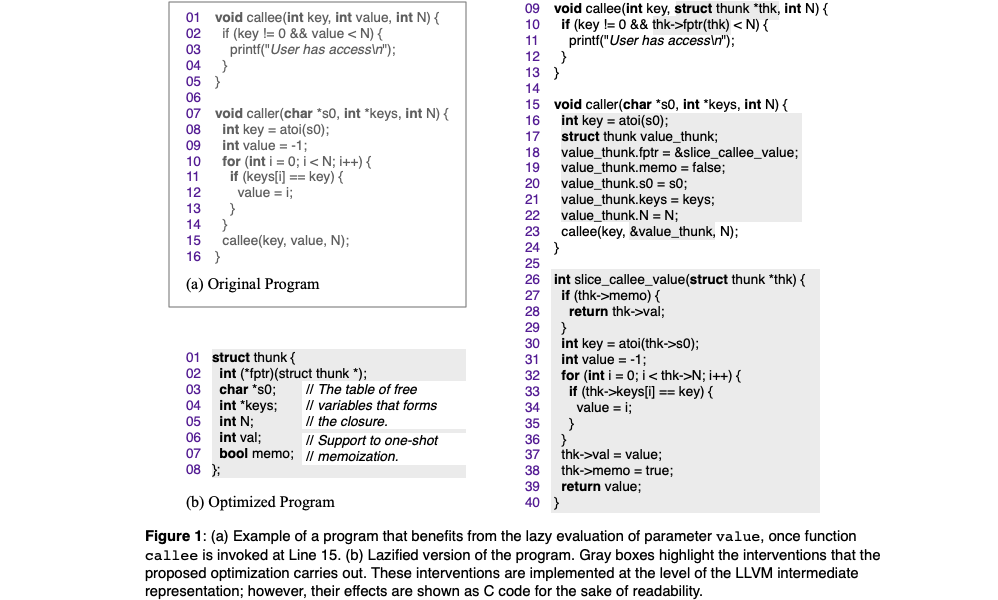 01 void callee(int key, int value, int N) {
02 if (key != 0 && value < N) {
03 printf("User has access\n");
04 }
05 }
06
07 void caller(char *s0, int *keys, int N) {
08 int key = atoi(s0);
09 int value = -1;
10 for (int i = 0; i < N; i++) {
11 if (keys[i] == key) {
12 value = i;
13 }
14 }
15 callee(key, value, N);
16 }
(a) Original Program
01 struct thunk {
02 int (*fptr)(struct thunk *);
03 char *s0; // The table of free
04 int *keys; // variables that forms
05 int N; // the closure.
06 int val; // Support to one-shot
07 bool memo; // memoization.
08 };
(b) Optimized Program
09 void callee(int key, struct thunk *thk, int N) {
10 if (key != 0 && thk->fptr(thk) < N) {
11 printf("User has access\n");
12 }
13 }
14
15 void caller(char *s0, int *keys, int N) {
16 int key = atoi(s0);
17 struct thunk value_thunk;
18 value_thunk.fptr = &slice_callee_value;
19 value_thunk.memo = false;
20 value_thunk.s0 = s0;
21 value_thunk.keys = keys;
22 value_thunk.N = N;
23 callee(key, &value_thunk, N);
24 }
25
26 int slice_callee_value(struct thunk *thk) {
27 if (thk->memo) {
28 return thk->val;
29 }
30 int key = atoi(thk->s0);
31 int value = -1;
32 for (int i = 0; i < thk->N; i++) {
33 if (thk->keys[i] == key) {
34 value = i;
35 }
36 }
37 thk->val = value;
38 thk->memo = true;
39 return value;
40 }
Figure 1: (a) Example of a program that benefits from the lazy evaluation of parameter value, once function
callee is invoked at Line 15. (b) Lazified version of the program. Gray boxes highlight the interventions that the
proposed optimization carries out. These interventions are implemented at the level of the LLVM intermediate
representation; however, their effects are shown as C code for the sake of readability.